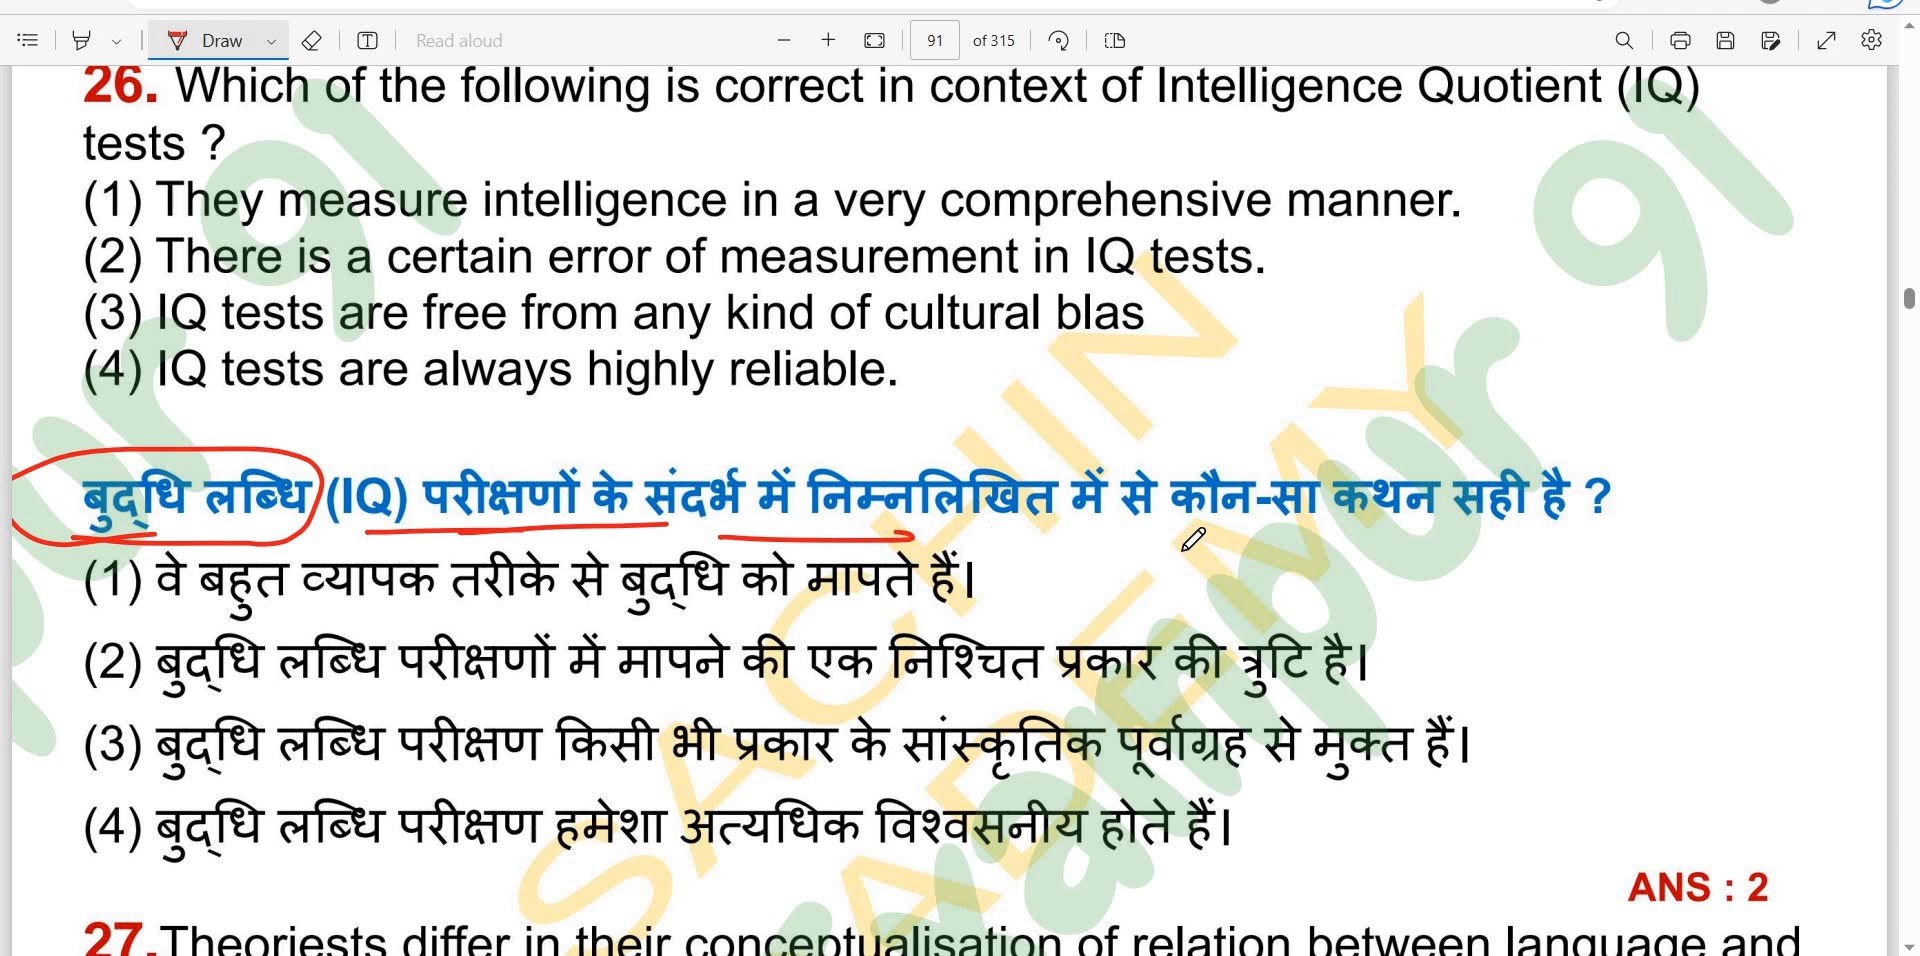 Draw
Read aloud
91 of 315
26. Which of the following is correct in context of Intelligence Quotient (IQ)
tests ?
(1) They measure intelligence in a very comprehensive manner.
(2) There is a certain error of measurement in IQ tests.
(3) IQ tests are free from any kind of cultural blas
(4) IQ tests are always highly reliable.
बुद्धि लब्धि (IQ) परीक्षणों के संदर्भ में निम्नलिखित में से कौन-सा कथन सही है ?
(1) वे बहुत व्यापक तरीके से बुद्धि को मापते हैं।
(2) बुद्धि लब्धि परीक्षणों में मापने की एक निश्चित प्रकार की त्रुटि है।
(3) बुद्धि लब्धि परीक्षण किसी भी प्रकार के सांस्कृतिक पूर्वाग्रह से मुक्त हैं।
(4) बुद्धि लब्धि परीक्षण हमेशा अत्यधिक विश्वसनीय होते हैं।
ANS : 2
27. Theoriests differ in their conceptualisation of relation between language and
SACHIN